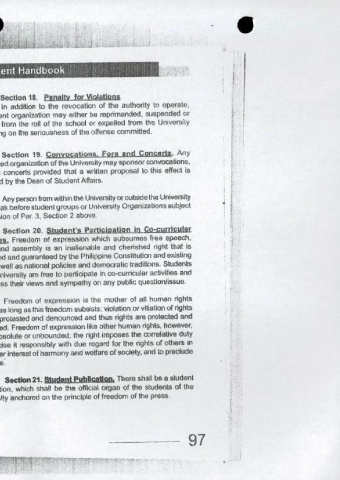 ent Handbook
Section 18. Penalty for Violations
In addition to the revocation of the authority to operate,
ent organization may either be reprimanded, suspended or
from the roll of the school or expelled from the University
ng on the seriousness of the offense committed.
Section 19. Convocations, Fora and Concerts. Any
ed organization of the University may sponsor convocations,
concerts provided that a written proposal to this effect is
d by the Dean of Student Affairs.
Any person from within the University or outside the University
ak before student groups or University Organizations subject
ion of Par. 3, Section 2 above.
Section 20. Student's Participation in Co-curricular
es. Freedom of expression which subsumes free speech,
nd assembly is an inalienable and cherished right that is
ed and guaranteed by the Philippine Constitution and existing
well as national policies and democratic traditions. Students
niversity are free to participate in co-curricular activities and
ess their views and sympathy on any public question/issue.
Freedom of expression is the mother of all human rights
as long as this freedom subsists; violation or vitiation of rights
protested and denounced and thus rights are protected and
ed. Freedom of expression like other human rights, however,
bsolute or unbounded; the right imposes the correlative duty
cise it responsibly with due regard for the rights of others in
er interest of harmony and welfare of society, and to preclude
e.
Section 21. Student Publication. There shall be a student
tion, which shall be the official organ of the students of the
ity anchored on the principle of freedom of the press.
97